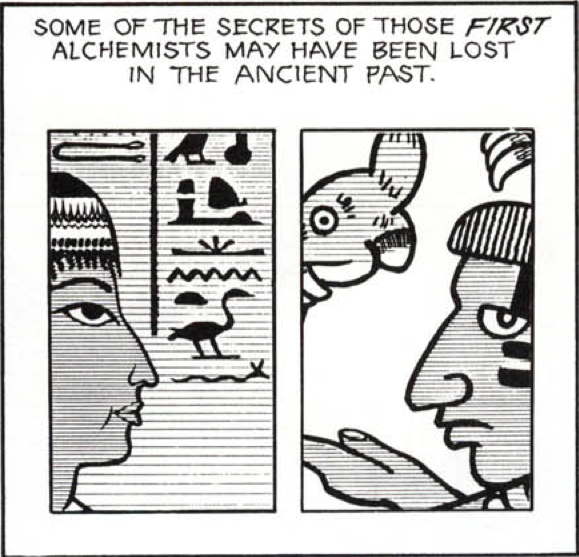 SOME OF THE SECRETS OF THOSE FIRST
ALCHEMISTS MAY HAVE BEEN LOST
IN THE ANCIENT PAST.